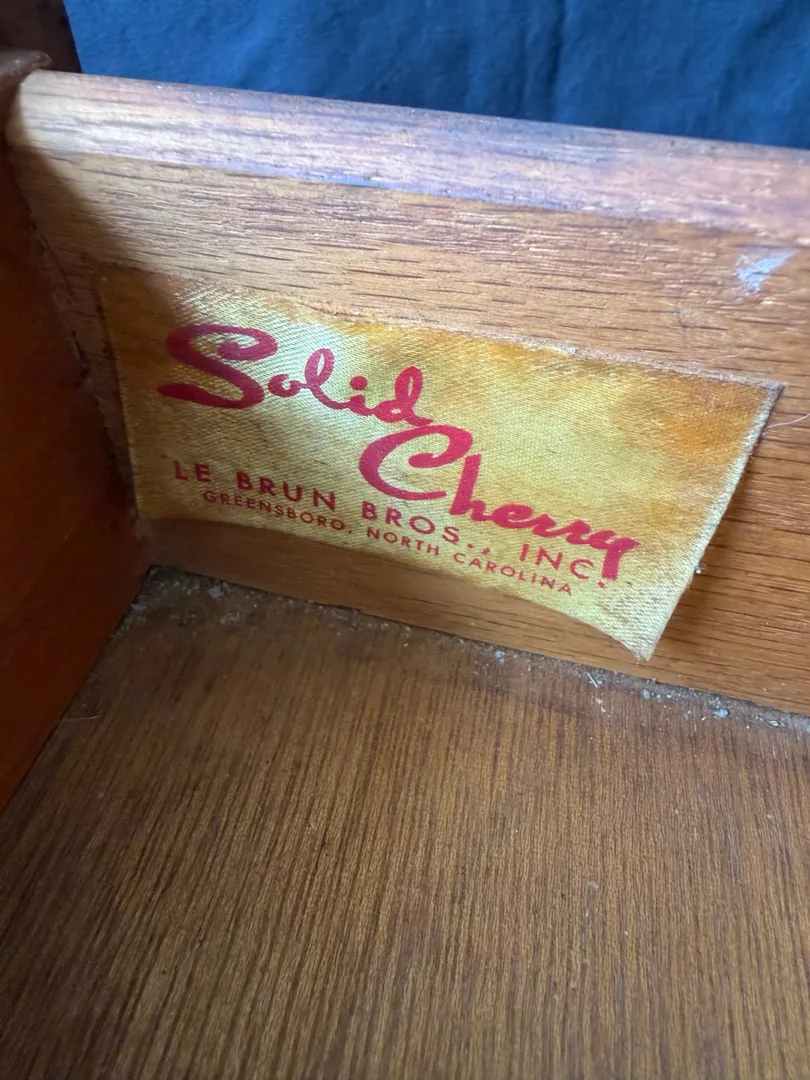 Solid
Cherry
LE BRUN BROS., INC.
GREENSBORO, NORTH CAROLINA